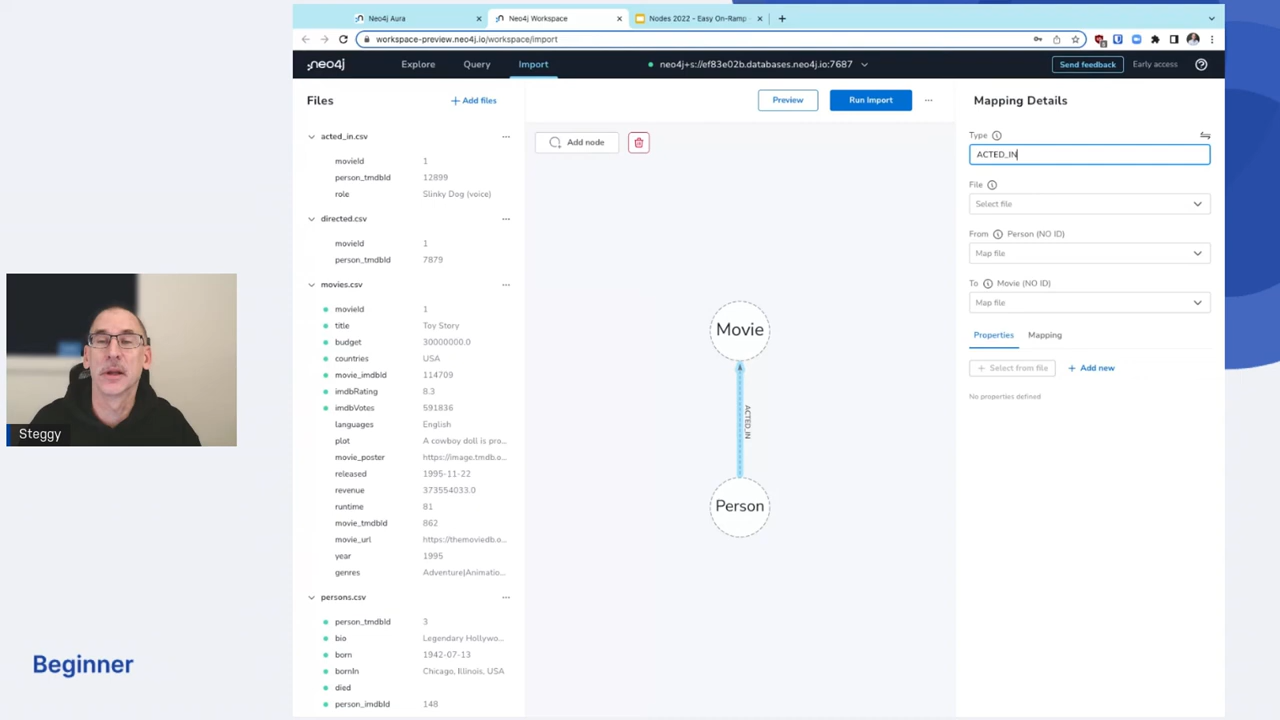 Neo4j Aura
Neo4j Workspace
Nodes 2022 - Easy On-Ramp
workspace-preview.neo4j.io/workspace/import
neo4j
Explore
Query
Import
neo4j+s://ef83e02b.databases.neo4j.io:7687
Send feedback
Early access
Files
+ Add files
Preview
Run Import
Mapping Details
acted_in.csv
movieId 1
person_tmdbId 12899
role Slinky Dog (voice)
directed.csv
movieId 1
person_tmdbId 7879
movies.csv
movieId 1
title Toy Story
budget 30000000.0
countries USA
movie_imdbId 114709
imdbRating 8.3
imdbVotes 591836
languages English
plot A cowboy doll is pro...
movie_poster https://image.tmdb.o...
released 1995-11-22
revenue 373554033.0
runtime 81
movie_tmdbId 862
movie_url https://themoviedb.o...
year 1995
genres Adventure|Animatio...
persons.csv
person_tmdbId 3
bio Legendary Hollywo...
born 1942-07-13
bornIn Chicago, Illinois, USA
died
person_imdbId 148
Add node
Movie
ACTED_IN
Person
Type
ACTED_IN
File
Select file
From Person (NO ID)
Map file
To Movie (NO ID)
Map file
Properties
Mapping
+ Select from file
+ Add new
No properties defined
Steggy
Beginner